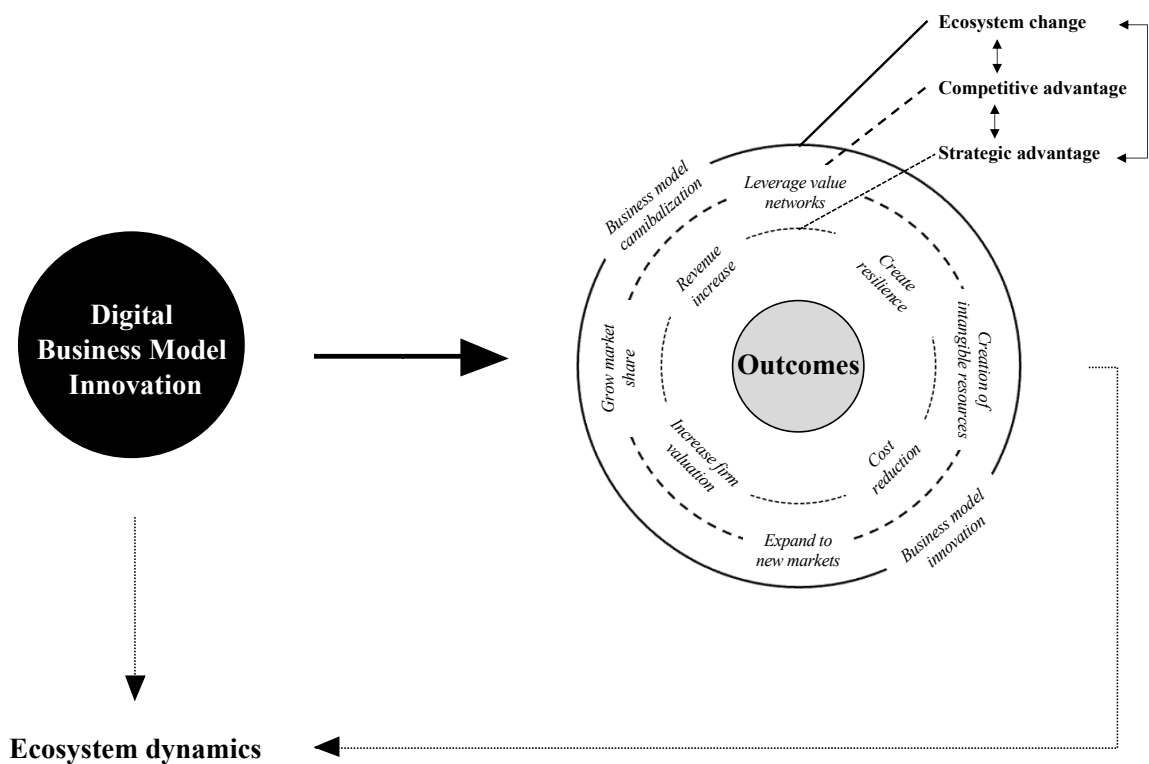 Ecosystem change
Competitive advantage
Strategic advantage
Business model
cannibalization
Leverage value
networks
Revenue
increase
Create
resilience
Digital
Business Model
Innovation
Grow market
share
Outcomes
Creation of
intangible resources
Increase firm
valuation
Cost
reduction
Expand to
new markets
Business model
innovation
Ecosystem dynamics